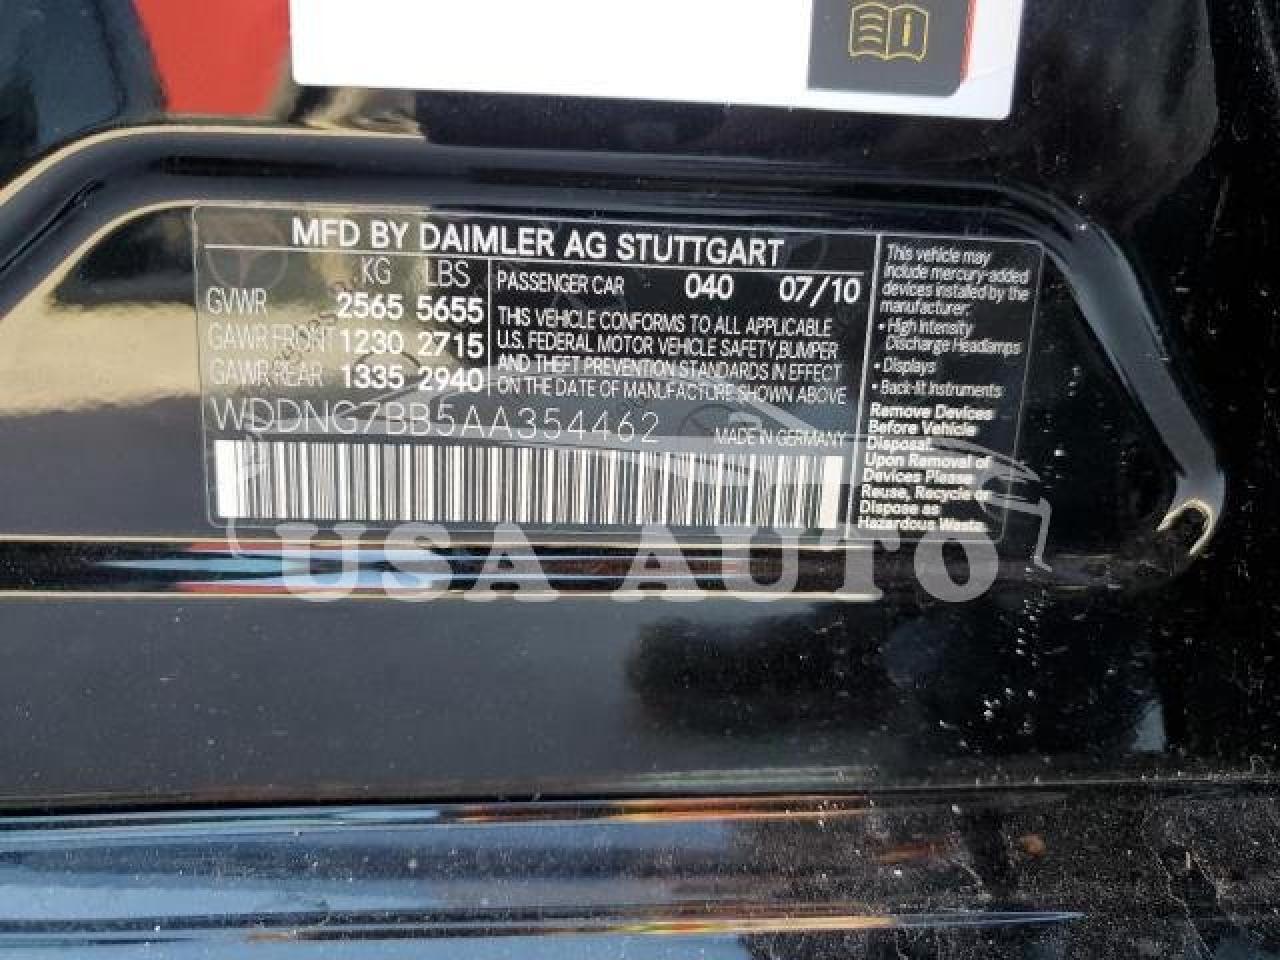 MFD BY DAIMLER AG STUTTGART
KG LBS
GVWR 2565 5655
GAWR FRONT 1230 2715
GAWR REAR 1335 2940
PASSENGER CAR 040 07/10
THIS VEHICLE CONFORMS TO ALL APPLICABLE
U.S. FEDERAL MOTOR VEHICLE SAFETY, BUMPER
AND THEFT PREVENTION STANDARDS IN EFFECT
ON THE DATE OF MANUFACTURE SHOWN ABOVE
WDDNG7BB5AA354462 MADE IN GERMANY
This vehicle may
include mercury-added
devices installed by the
manufacturer:
• High Intensity
Discharge Headlamps
• Displays
• Back-lit Instruments
Remove Devices
Before Vehicle
Disposal.
Upon Removal of
Devices Please
Reuse, Recycle or
Dispose as
Hazardous Waste.
USA AUTO